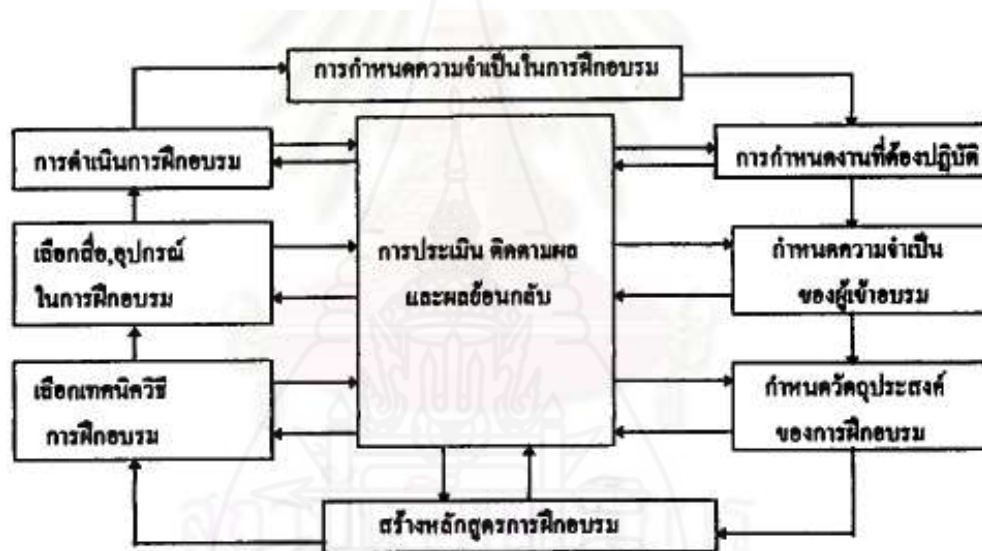 การกำหนดความจำเป็นในการฝึกอบรม
การดำเนินการฝึกอบรม
การกำหนดงานที่ต้องปฏิบัติ
เลือกสื่อ,อุปกรณ์
ในการฝึกอบรม
การประเมิน ติดตามผล
และผลย้อนกลับ
กำหนดความจำเป็น
ของผู้เข้าอบรม
เลือกเทคนิควิธี
การฝึกอบรม
กำหนดวัตถุประสงค์
ของการฝึกอบรม
สร้างหลักสูตรการฝึกอบรม